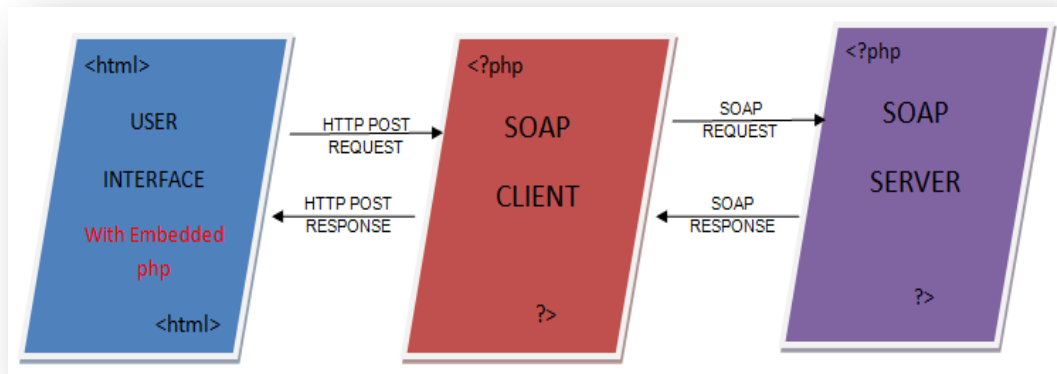 <html>
USER
INTERFACE
With Embedded
php
<html>
HTTP POST
REQUEST
HTTP POST
RESPONSE
<?php
SOAP
CLIENT
?>
SOAP
REQUEST
SOAP
RESPONSE
<?php
SOAP
SERVER
?>